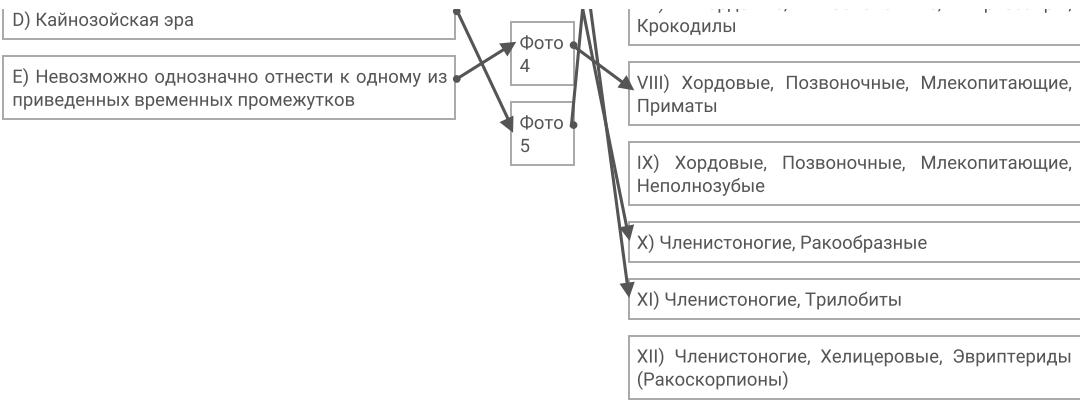 D) Кайнозойская эра
E) Невозможно однозначно отнести к одному из
приведенных временных промежутков
Фото
4
Фото
5
Крокодилы
VIII) Хордовые, Позвоночные, Млекопитающие,
Приматы
IX) Хордовые, Позвоночные, Млекопитающие,
Неполнозубые
X) Членистоногие, Ракообразные
XI) Членистоногие, Трилобиты
XII) Членистоногие, Хелицеровые, Эвриптериды
(Ракоскорпионы)